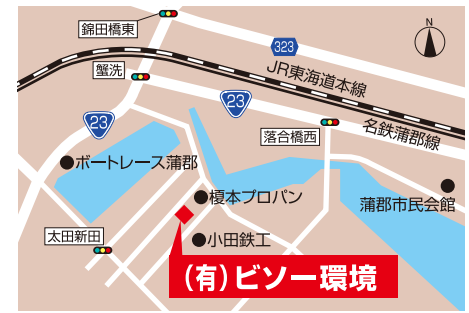 錦田橋東
N
323
JR東海道本線
蟹洗
23
23
落合橋西
名鉄蒲郡線
ボートレース蒲郡
榎本プロパン
蒲郡市民会館
太田新田
小田鉄工
(有)ビソー環境